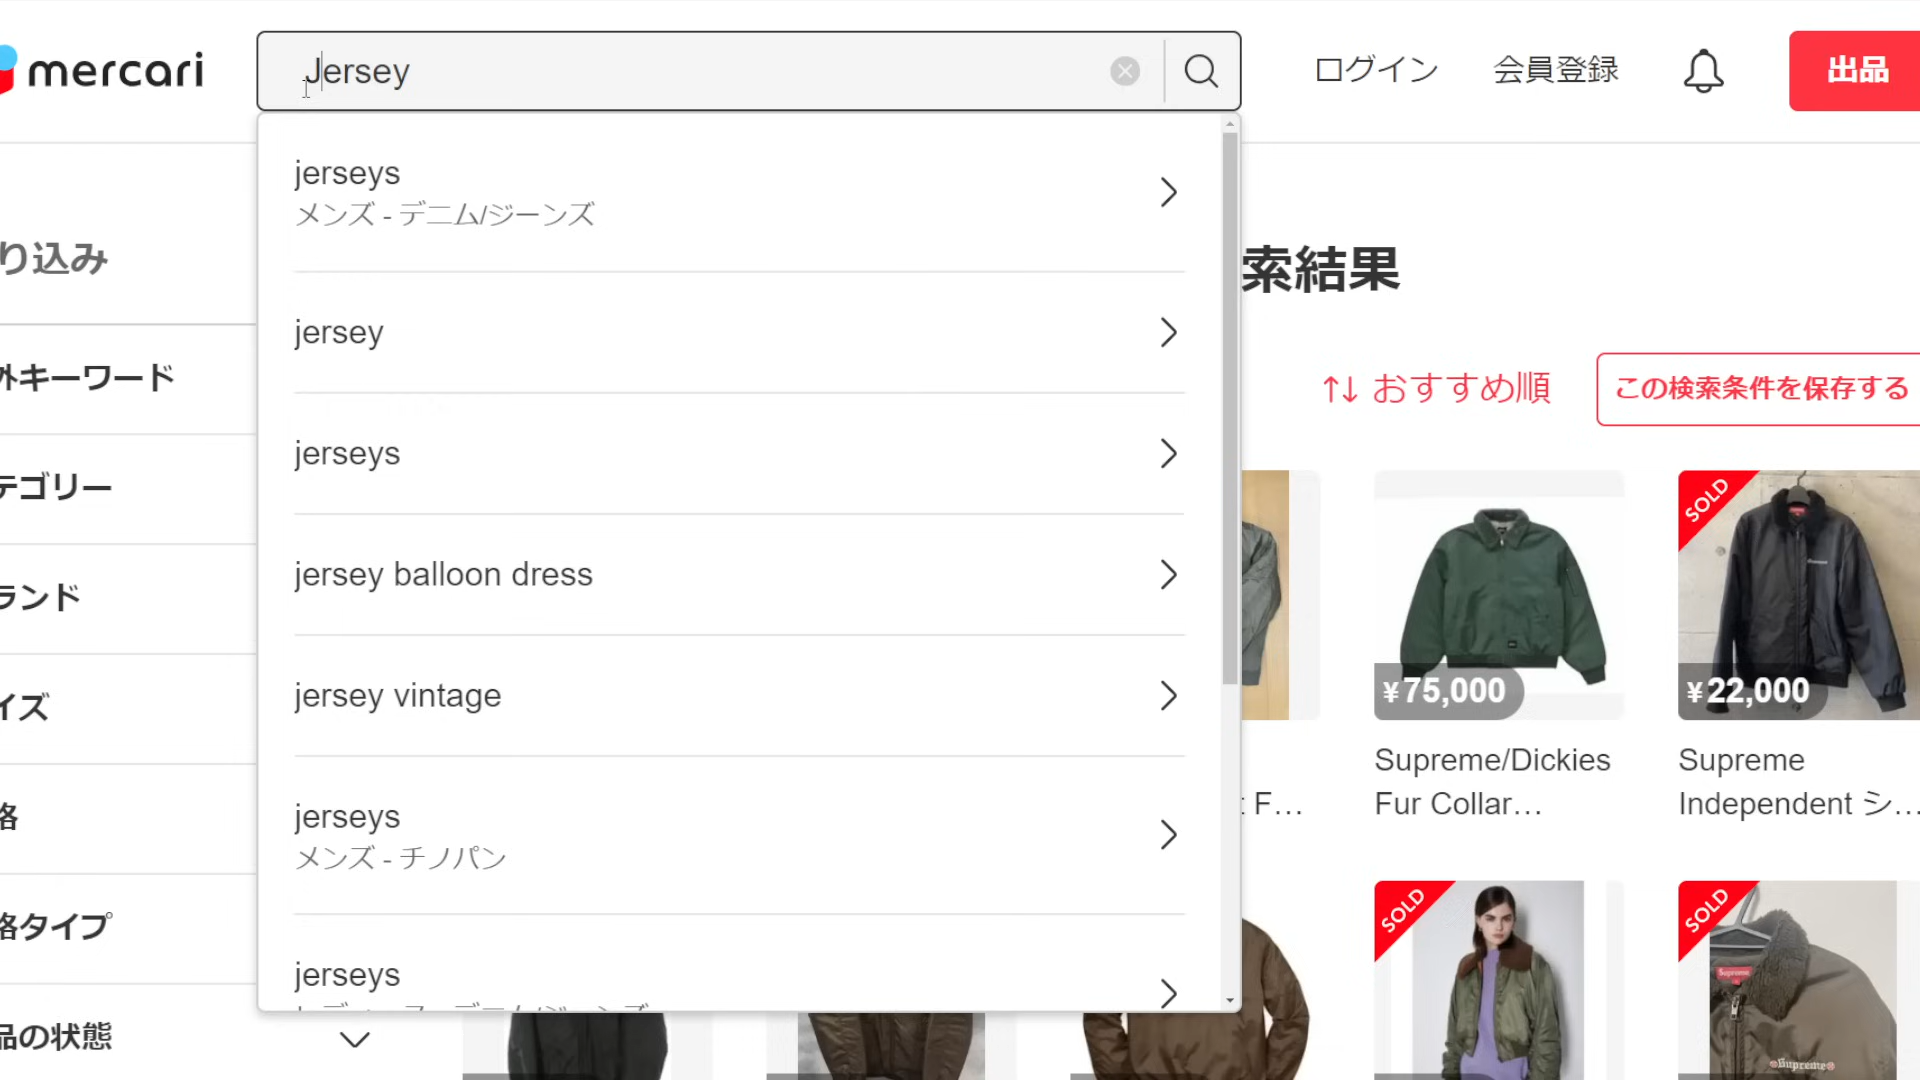 mercari
Jersey
ログイン
会員登録
出品
jerseys
メンズ - デニム/ジーンズ
jersey
jerseys
jersey balloon dress
jersey vintage
jerseys
メンズ - チノパン
jerseys
り込み
外キーワード
テゴリー
ランド
イズ
格
格タイプ
品の状態
索結果
おすすめ順
この検索条件を保存する
¥75,000
SOLD
¥22,000
F...
Supreme/Dickies
Fur Collar...
Supreme
Independent シ...
SOLD
SOLD
Supreme
Supreme